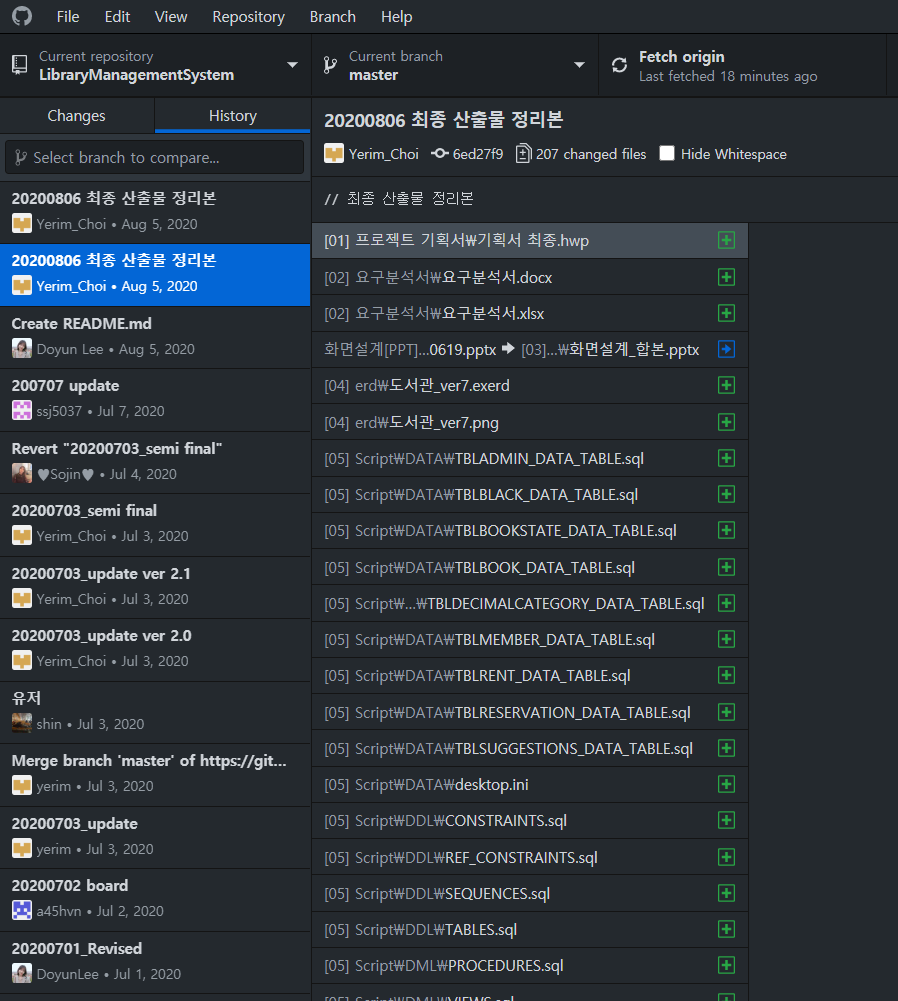 File Edit View Repository Branch Help
Current repository
LibraryManagementSystem
Current branch
master
Fetch origin
Last fetched 18 minutes ago
Changes
History
Select branch to compare...
20200806 최종 산출물 정리본
Yerim_Choi • Aug 5, 2020
20200806 최종 산출물 정리본
Yerim_Choi • Aug 5, 2020
Create README.md
Doyun Lee • Aug 5, 2020
200707 update
ssj5037 • Jul 7, 2020
Revert "20200703_semi final"
♥Sojin♥ • Jul 4, 2020
20200703_semi final
Yerim_Choi • Jul 3, 2020
20200703_update ver 2.1
Yerim_Choi • Jul 3, 2020
20200703_update ver 2.0
Yerim_Choi • Jul 3, 2020
유저
shin • Jul 3, 2020
Merge branch 'master' of https://git...
yerim • Jul 3, 2020
20200703_update
yerim • Jul 3, 2020
20200702 board
a45hvn • Jul 2, 2020
20200701_Revised
DoyunLee • Jul 1, 2020
20200806 최종 산출물 정리본
Yerim_Choi 6ed27f9 207 changed files Hide Whitespace
// 최종 산출물 정리본
[01] 프로젝트 기획서₩기획서 최종.hwp
[02] 요구분석서₩요구분석서.docx
[02] 요구분석서₩요구분석서.xlsx
화면설계[PPT]...0619.pptx → [03]...₩화면설계_합본.pptx
[04] erd₩도서관_ver7.exerd
[04] erd₩도서관_ver7.png
[05] Script₩DATA₩TBLADMIN_DATA_TABLE.sql
[05] Script₩DATA₩TBLBLACK_DATA_TABLE.sql
[05] Script₩DATA₩TBLBOOKSTATE_DATA_TABLE.sql
[05] Script₩DATA₩TBLBOOK_DATA_TABLE.sql
[05] Script₩...₩TBLDECIMALCATEGORY_DATA_TABLE.sql
[05] Script₩DATA₩TBLMEMBER_DATA_TABLE.sql
[05] Script₩DATA₩TBLRENT_DATA_TABLE.sql
[05] Script₩DATA₩TBLRESERVATION_DATA_TABLE.sql
[05] Script₩DATA₩TBLSUGGESTIONS_DATA_TABLE.sql
[05] Script₩DATA₩desktop.ini
[05] Script₩DDL₩CONSTRAINTS.sql
[05] Script₩DDL₩REF_CONSTRAINTS.sql
[05] Script₩DDL₩SEQUENCES.sql
[05] Script₩DDL₩TABLES.sql
[05] Script₩DML₩PROCEDURES.sql
[05] Script₩DML₩VIEWS.sql